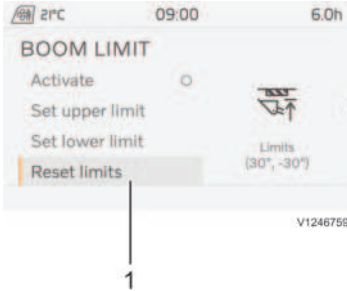 21°C 09:00 6.0h
BOOM LIMIT
Activate
Set upper limit
Set lower limit
Reset limits
Limits
(30°, -30°)
V1246759
1